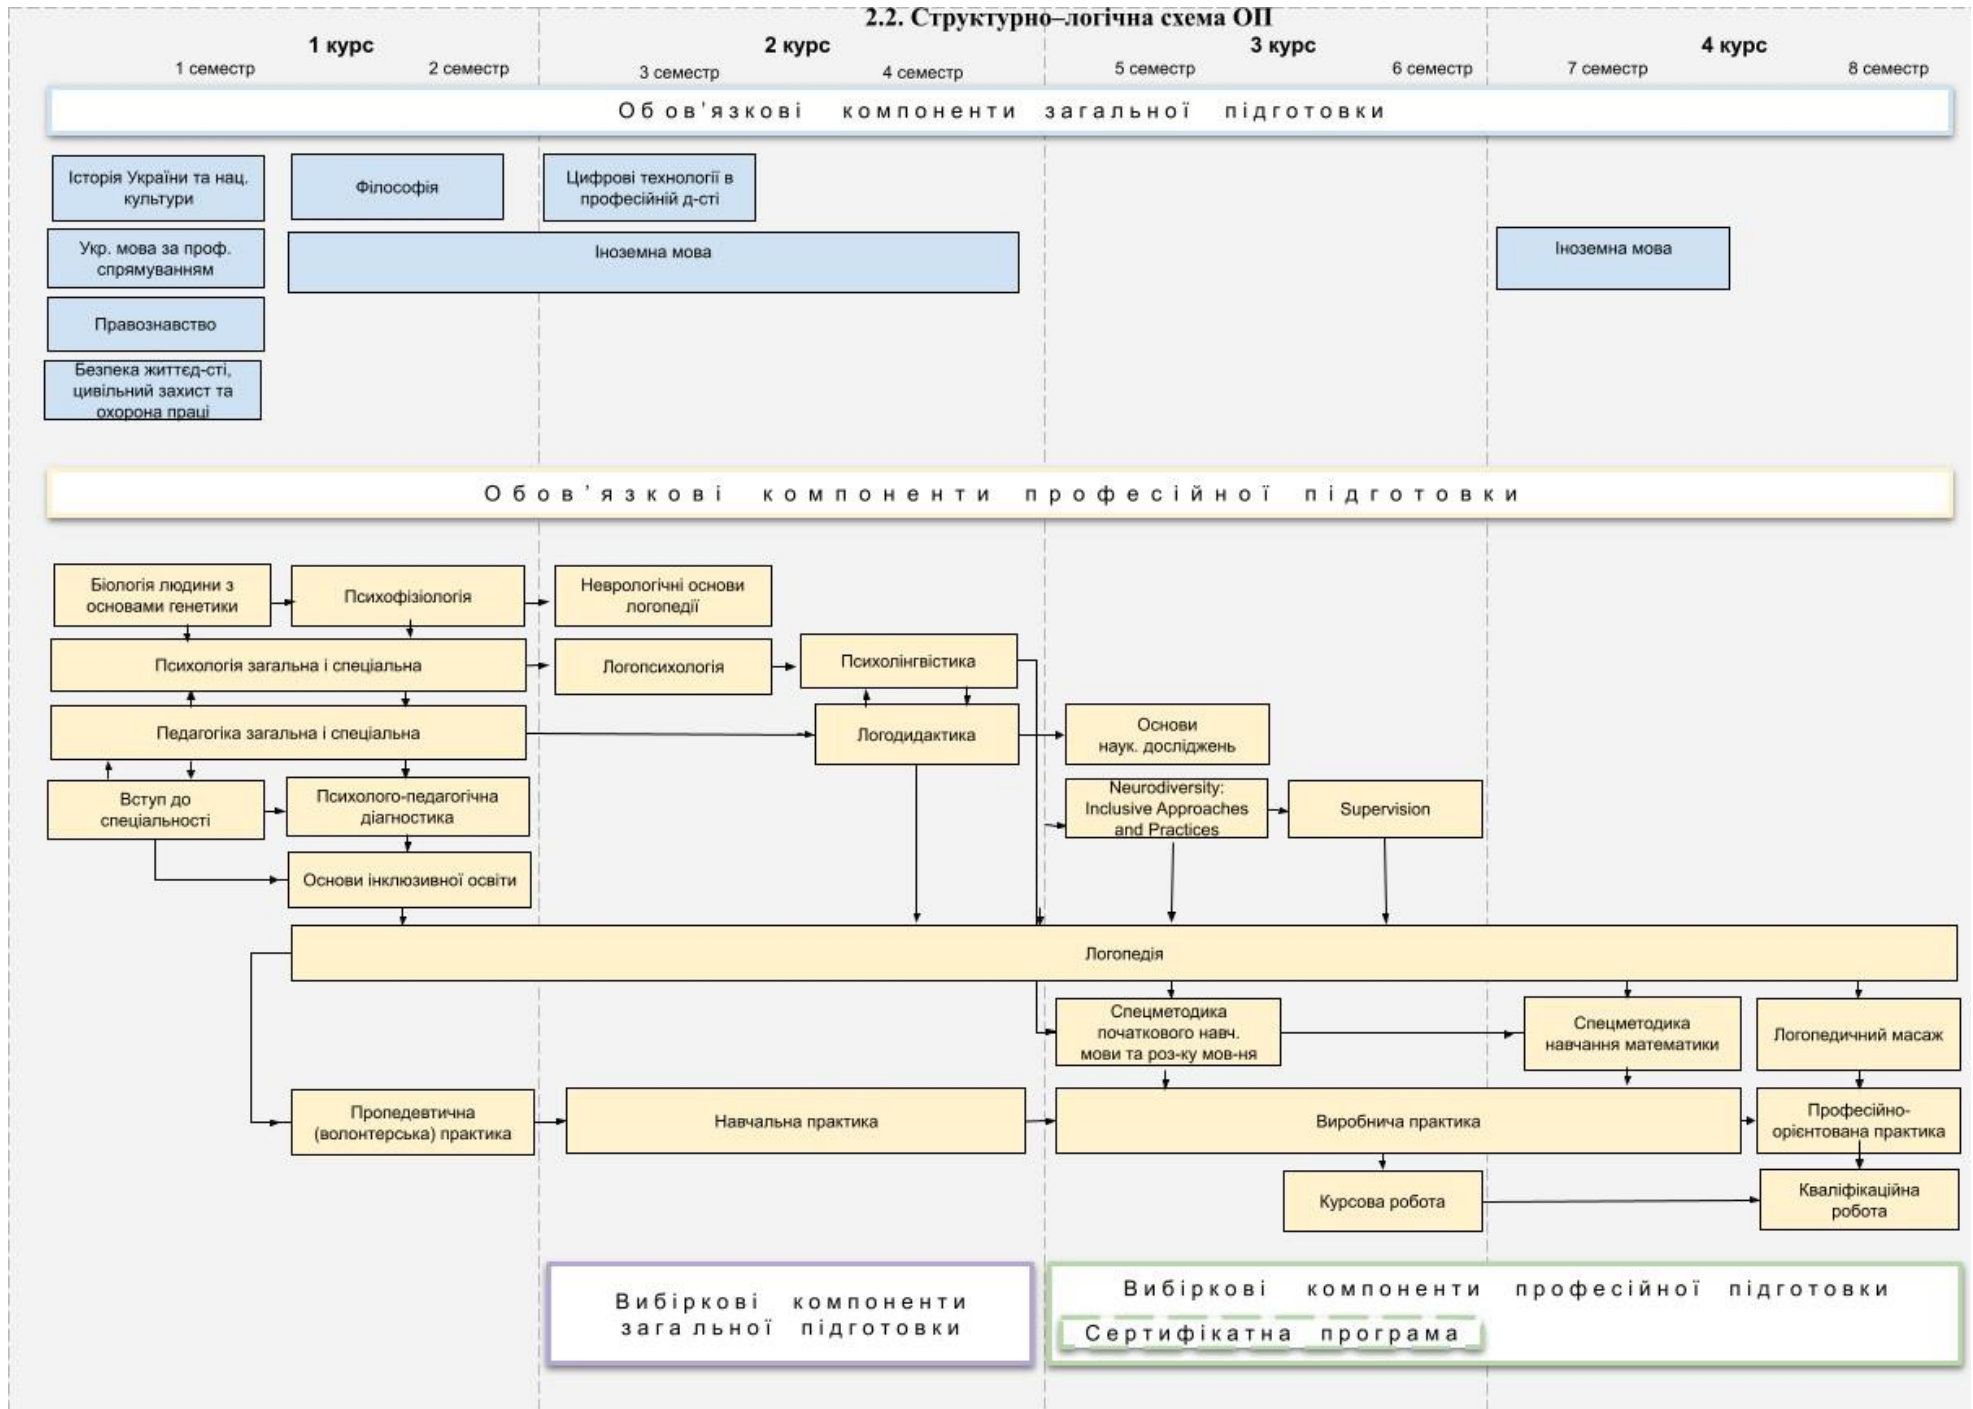 2.2. Структурно–логічна схема ОП
1 курс
2 курс
3 курс
4 курс
1 семестр
2 семестр
3 семестр
4 семестр
5 семестр
6 семестр
7 семестр
8 семестр
Обов’язкові компоненти загальної підготовки
Історія України та нац.
культури
Філософія
Цифрові технології в
професійній д-сті
Укр. мова за проф.
спрямуванням
Іноземна мова
Іноземна мова
Правознавство
Безпека життєд-сті,
цивільний захист та
охорона праці
Обов’язкові компоненти професійної підготовки
Біологія людини з
основами генетики
Психофізіологія
Неврологічні основи
логопедії
Психологія загальна і спеціальна
Логопсихологія
Психолінгвістика
Педагогіка загальна і спеціальна
Логодидактика
Основи
наук. досліджень
Вступ до
спеціальності
Психолого-педагогічна
діагностика
Neurodiversity:
Inclusive Approaches
and Practices
Supervision
Основи інклюзивної освіти
Логопедія
Спецметодика
початкового навч.
мови та роз-ку мов-ня
Спецметодика
навчання математики
Логопедичний масаж
Пропедевтична
(волонтерська) практика
Навчальна практика
Виробнича практика
Професійно-
орієнтована практика
Курсова робота
Кваліфікаційна
робота
Вибіркові компоненти
загальної підготовки
Вибіркові компоненти професійної підготовки
Сертифікатна програма